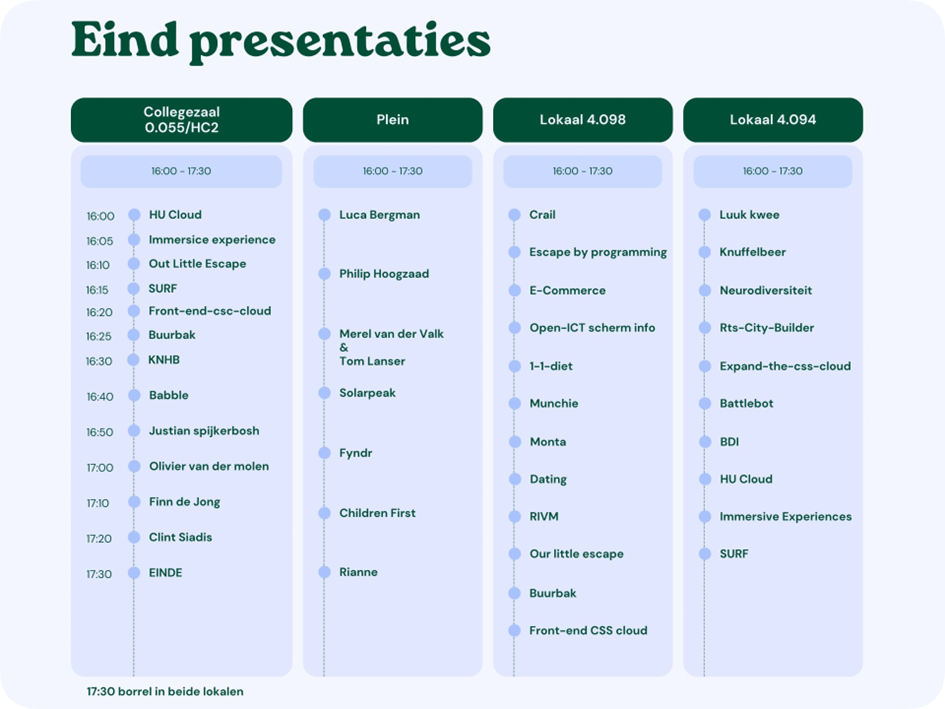 Eind presentaties
Collegezaal
0.055/HC2
16:00 - 17:30
16:00 HU Cloud
16:05 Immersice experience
16:10 Out Little Escape
16:15 SURF
16:20 Front-end-csc-cloud
16:25 Buurbak
16:30 KNHB
16:40 Babble
16:50 Justian spijkerbosh
17:00 Olivier van der molen
17:10 Finn de Jong
17:20 Clint Siadis
17:30 EINDE
Plein
16:00 - 17:30
Luca Bergman
Philip Hoogzaad
Merel van der Valk
&
Tom Lanser
Solarpeak
Fyndr
Children First
Rianne
Lokaal 4.098
16:00 - 17:30
Crail
Escape by programming
E-Commerce
Open-ICT scherm info
1-1-diet
Munchie
Monta
Dating
RIVM
Our little escape
Buurbak
Front-end CSS cloud
Lokaal 4.094
16:00 - 17:30
Luuk kwee
Knuffelbeer
Neurodiversiteit
Rts-City-Builder
Expand-the-css-cloud
Battlebot
BDI
HU Cloud
Immersive Experiences
SURF
17:30 borrel in beide lokalen